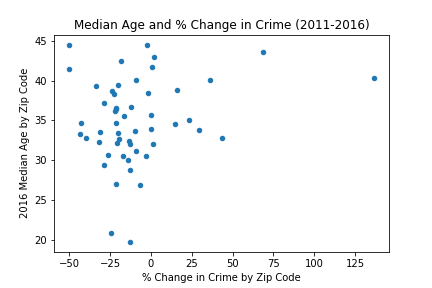 Median Age and % Change in Crime (2011-2016)
45
40
35
30
25
20
2016 Median Age by Zip Code
−50 −25 0 25 50 75 100 125
% Change in Crime by Zip Code